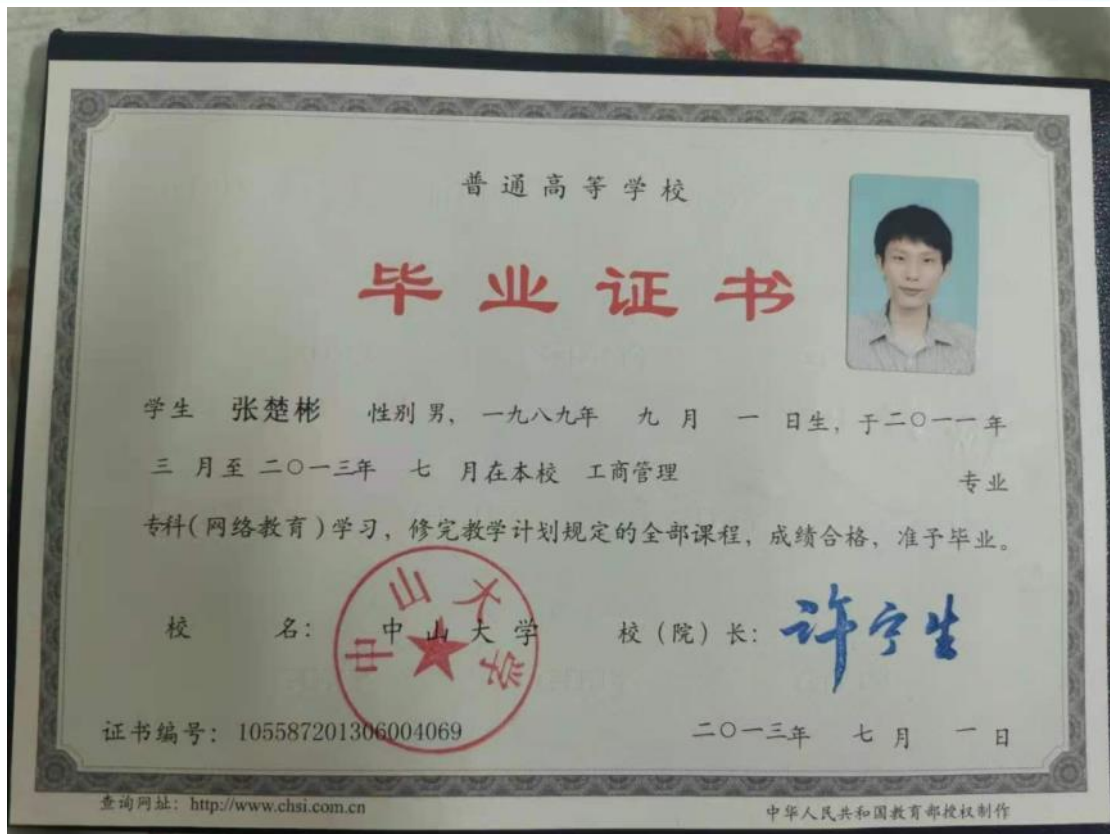 普通高等学校
毕业证书
学生 张楚彬 性别 男， 一九八九年 九 月 一 日生，于二〇一一年
三 月至 二〇一三年 七 月在本校 工商管理 专业
专科(网络教育)学习，修完教学计划规定的全部课程，成绩合格，准予毕业。
校 名： 中山大学 校（院）长： 许宁生
中山大学
证书编号： 105587201306004069 二〇一三年 七 月 一 日
查询网址：http://www.chsi.com.cn 中华人民共和国教育部授权制作